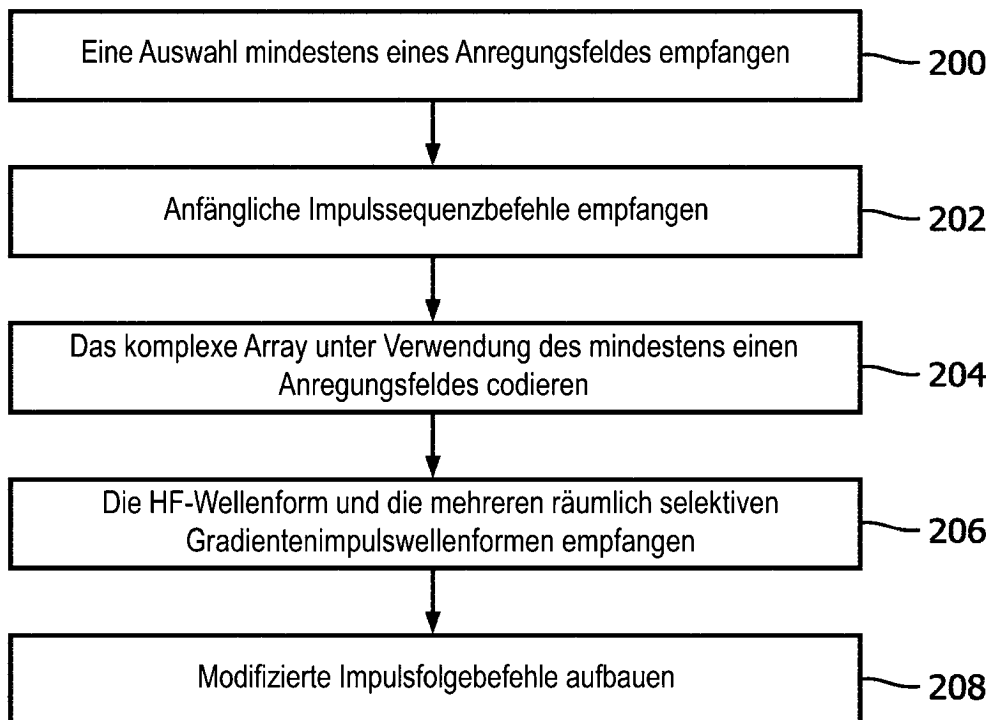 Eine Auswahl mindestens eines Anregungsfeldes empfangen
200
Anfängliche Impulssequenzbefehle empfangen
202
Das komplexe Array unter Verwendung des mindestens einen
Anregungsfeldes codieren
204
Die HF-Wellenform und die mehreren räumlich selektiven
Gradientenimpulswellenformen empfangen
206
Modifizierte Impulsfolgebefehle aufbauen
208